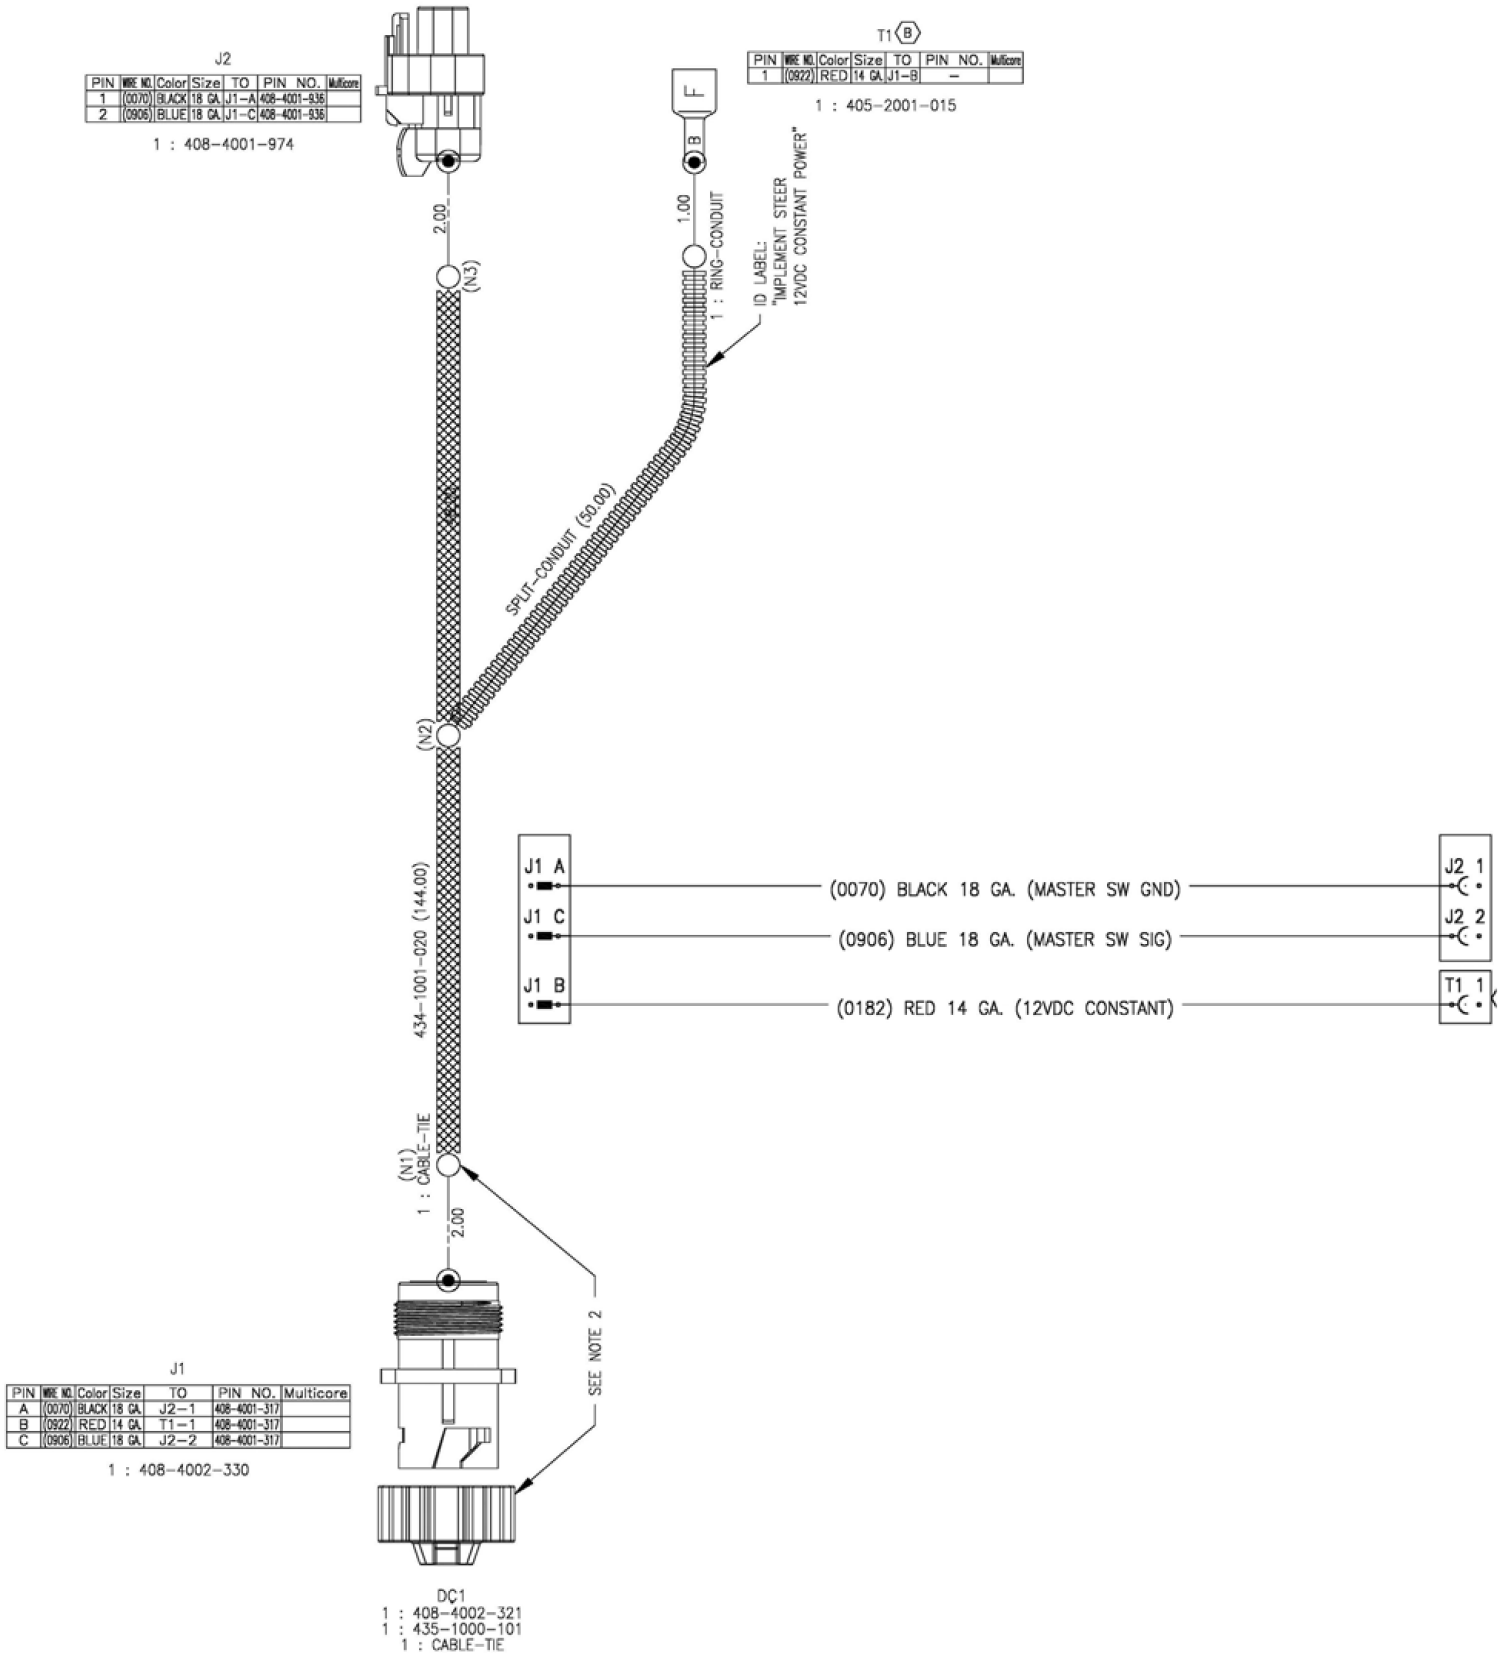 J2
PIN WIRE NO. Color Size TO PIN NO. Multicore
1 (0070) BLACK 18 GA. J1-A 408-4001-936
2 (0906) BLUE 18 GA. J1-C 408-4001-936
1 : 408-4001-974
T1 B
PIN WIRE NO. Color Size TO PIN NO. Multicore
1 (0922) RED 14 GA. J1-B -
1 : 405-2001-015
F
B
2.00
(N3)
1.00
1 : RING-CONDUIT
ID LABEL:
"IMPLEMENT STEER
12VDC CONSTANT POWER"
SPLIT-CONDUIT (50.00)
(N2)
434-1001-020 (144.00)
J1 A
(0070) BLACK 18 GA. (MASTER SW GND)
J2 1
J1 C
(0906) BLUE 18 GA. (MASTER SW SIG)
J2 2
J1 B
(0182) RED 14 GA. (12VDC CONSTANT)
T1 1
(N1)
1 : CABLE-TIE
2.00
SEE NOTE 2
J1
PIN WIRE NO. Color Size TO PIN NO. Multicore
A (0070) BLACK 18 GA. J2-1 408-4001-317
B (0922) RED 14 GA. T1-1 408-4001-317
C (0906) BLUE 18 GA. J2-2 408-4001-317
1 : 408-4002-330
DC1
1 : 408-4002-321
1 : 435-1000-101
1 : CABLE-TIE